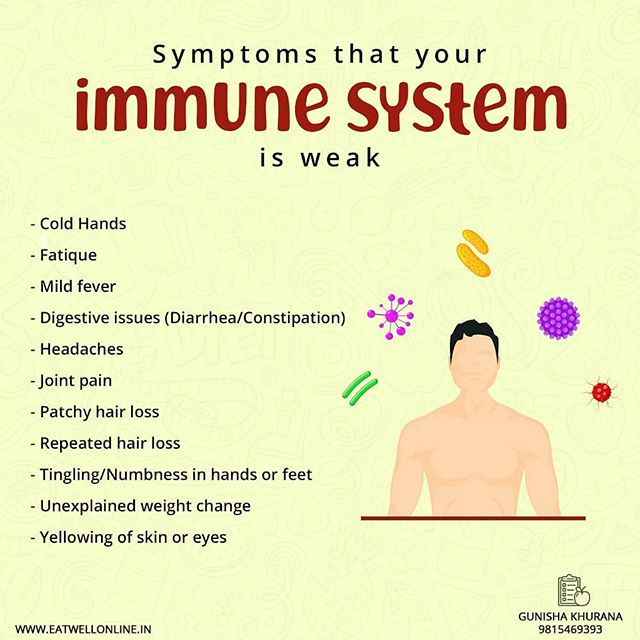 Symptoms that your
immune system
is weak
- Cold Hands
- Fatique
- Mild fever
- Digestive issues (Diarrhea/Constipation)
- Headaches
- Joint pain
- Patchy hair loss
- Repeated hair loss
- Tingling/Numbness in hands or feet
- Unexplained weight change
- Yellowing of skin or eyes
GUNISHA KHURANA
9815469393
WWW.EATWELLONLINE.IN